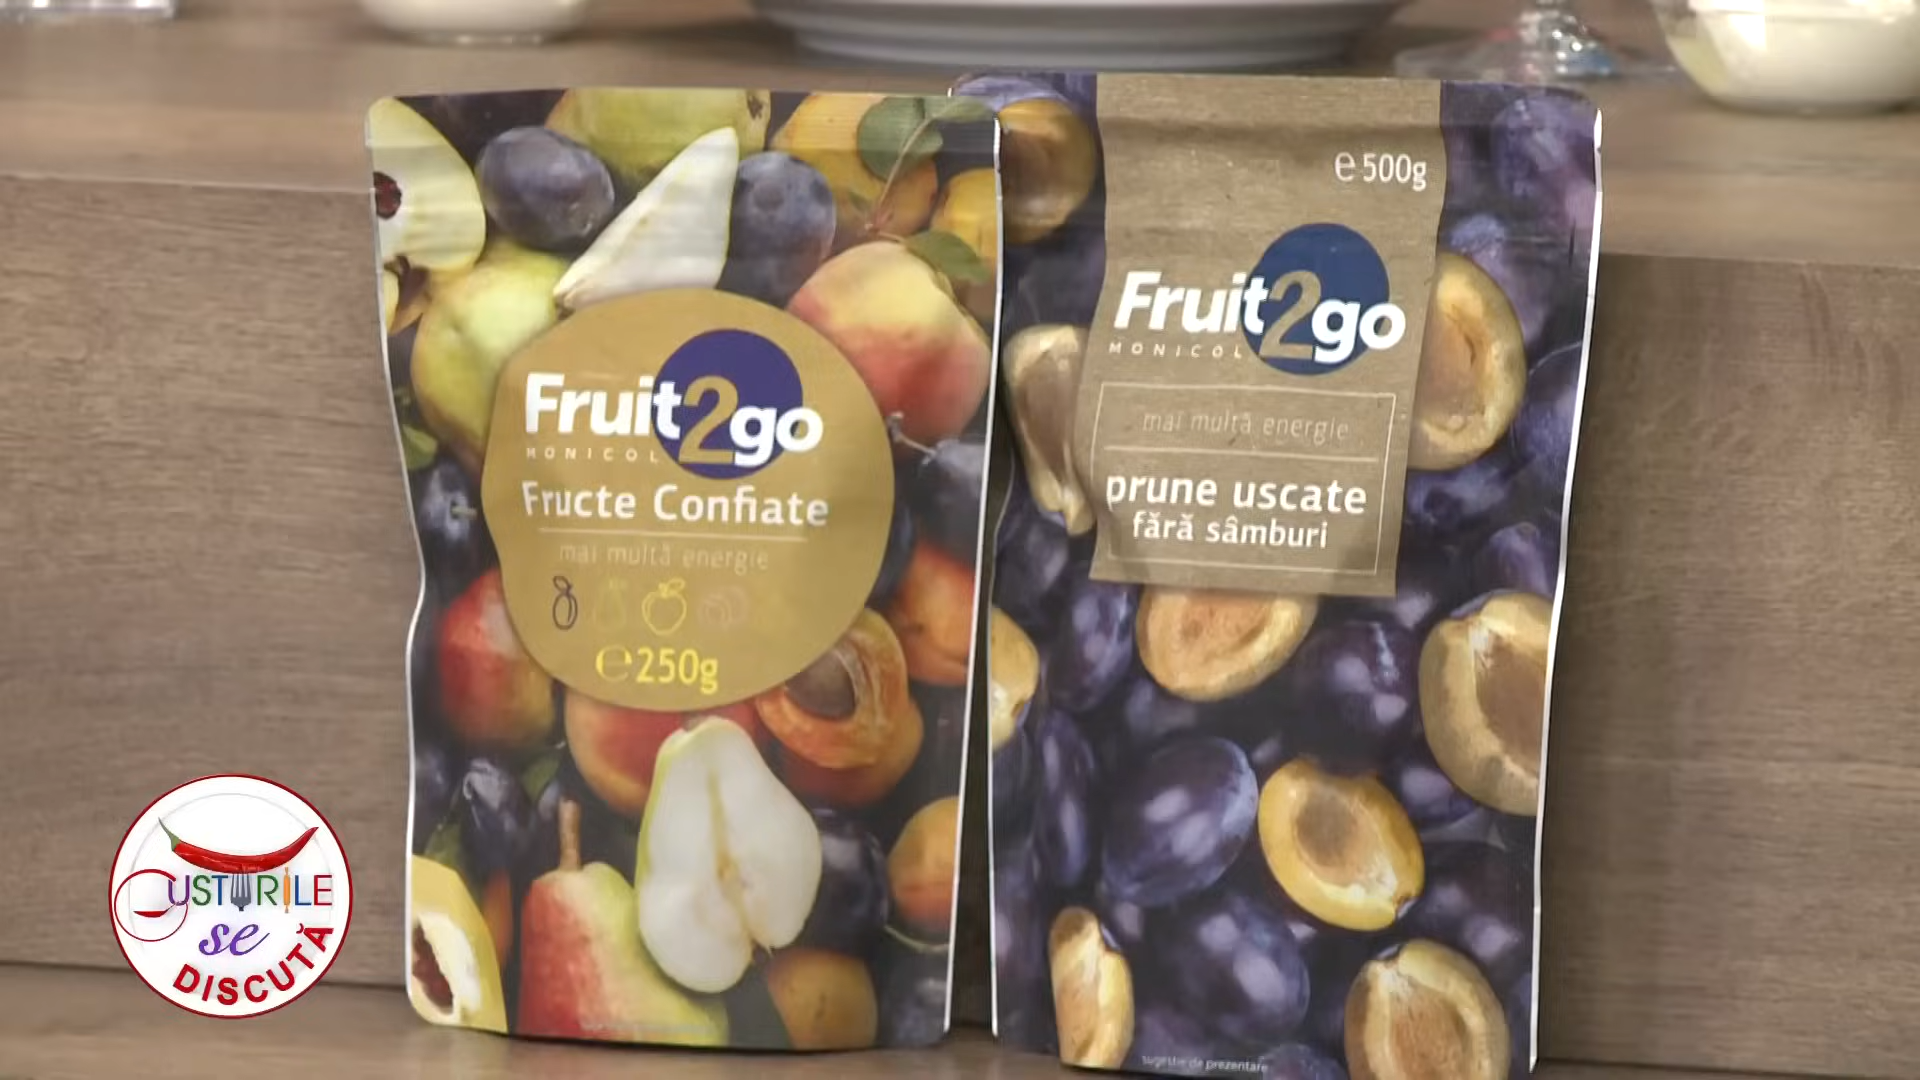 Fruit2go
MONICOL
Fructe Confiate
mai multă energie
℮250g
℮500g
Fruit2go
MONICOL
mai multă energie
prune uscate
fără sâmburi
sugestie de prezentare
GUSTURILE
se
DISCUTĂ